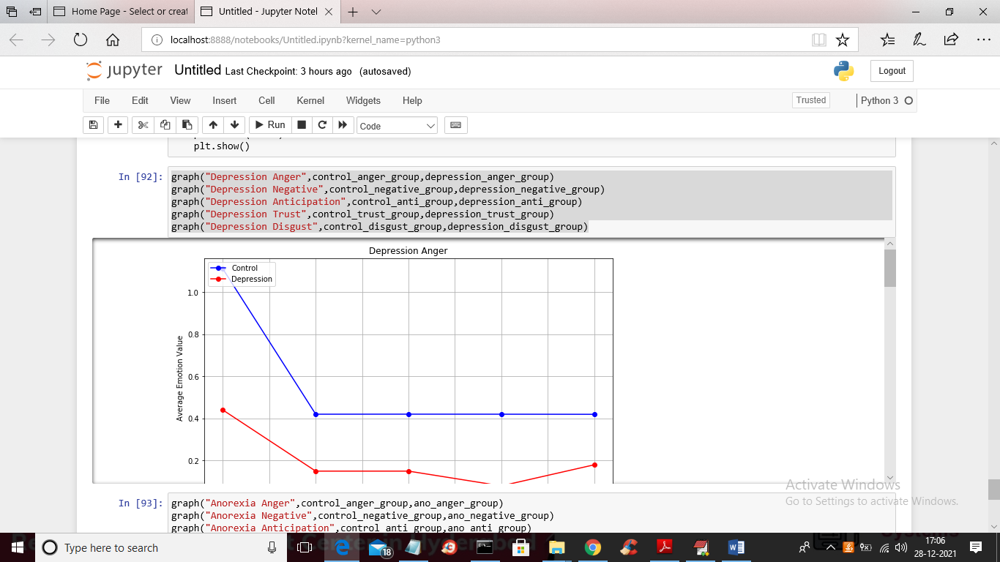 Home Page - Select or creat
Untitled - Jupyter Notel
localhost:8888/notebooks/Untitled.ipynb?kernel_name=python3
jupyter Untitled Last Checkpoint: 3 hours ago (autosaved)
Logout
File Edit View Insert Cell Kernel Widgets Help
Trusted
Python 3
Run
Code
plt.show()
In [92]:
graph("Depression Anger",control_anger_group,depression_anger_group)
graph("Depression Negative",control_negative_group,depression_negative_group)
graph("Depression Anticipation",control_anti_group,depression_anti_group)
graph("Depression Trust",control_trust_group,depression_trust_group)
graph("Depression Disgust",control_disgust_group,depression_disgust_group)
Depression Anger
Control
Depression
1.0
0.8
0.6
0.4
0.2
Average Emotion Value
Activate Windows
Go to Settings to activate Windows.
In [93]:
graph("Anorexia Anger",control_anger_group,ano_anger_group)
graph("Anorexia Negative",control_negative_group,ano_negative_group)
graph("Anorexia Anticipation",control_anti_group,ano_anti_group)
Type here to search
18
17:06
28-12-2021